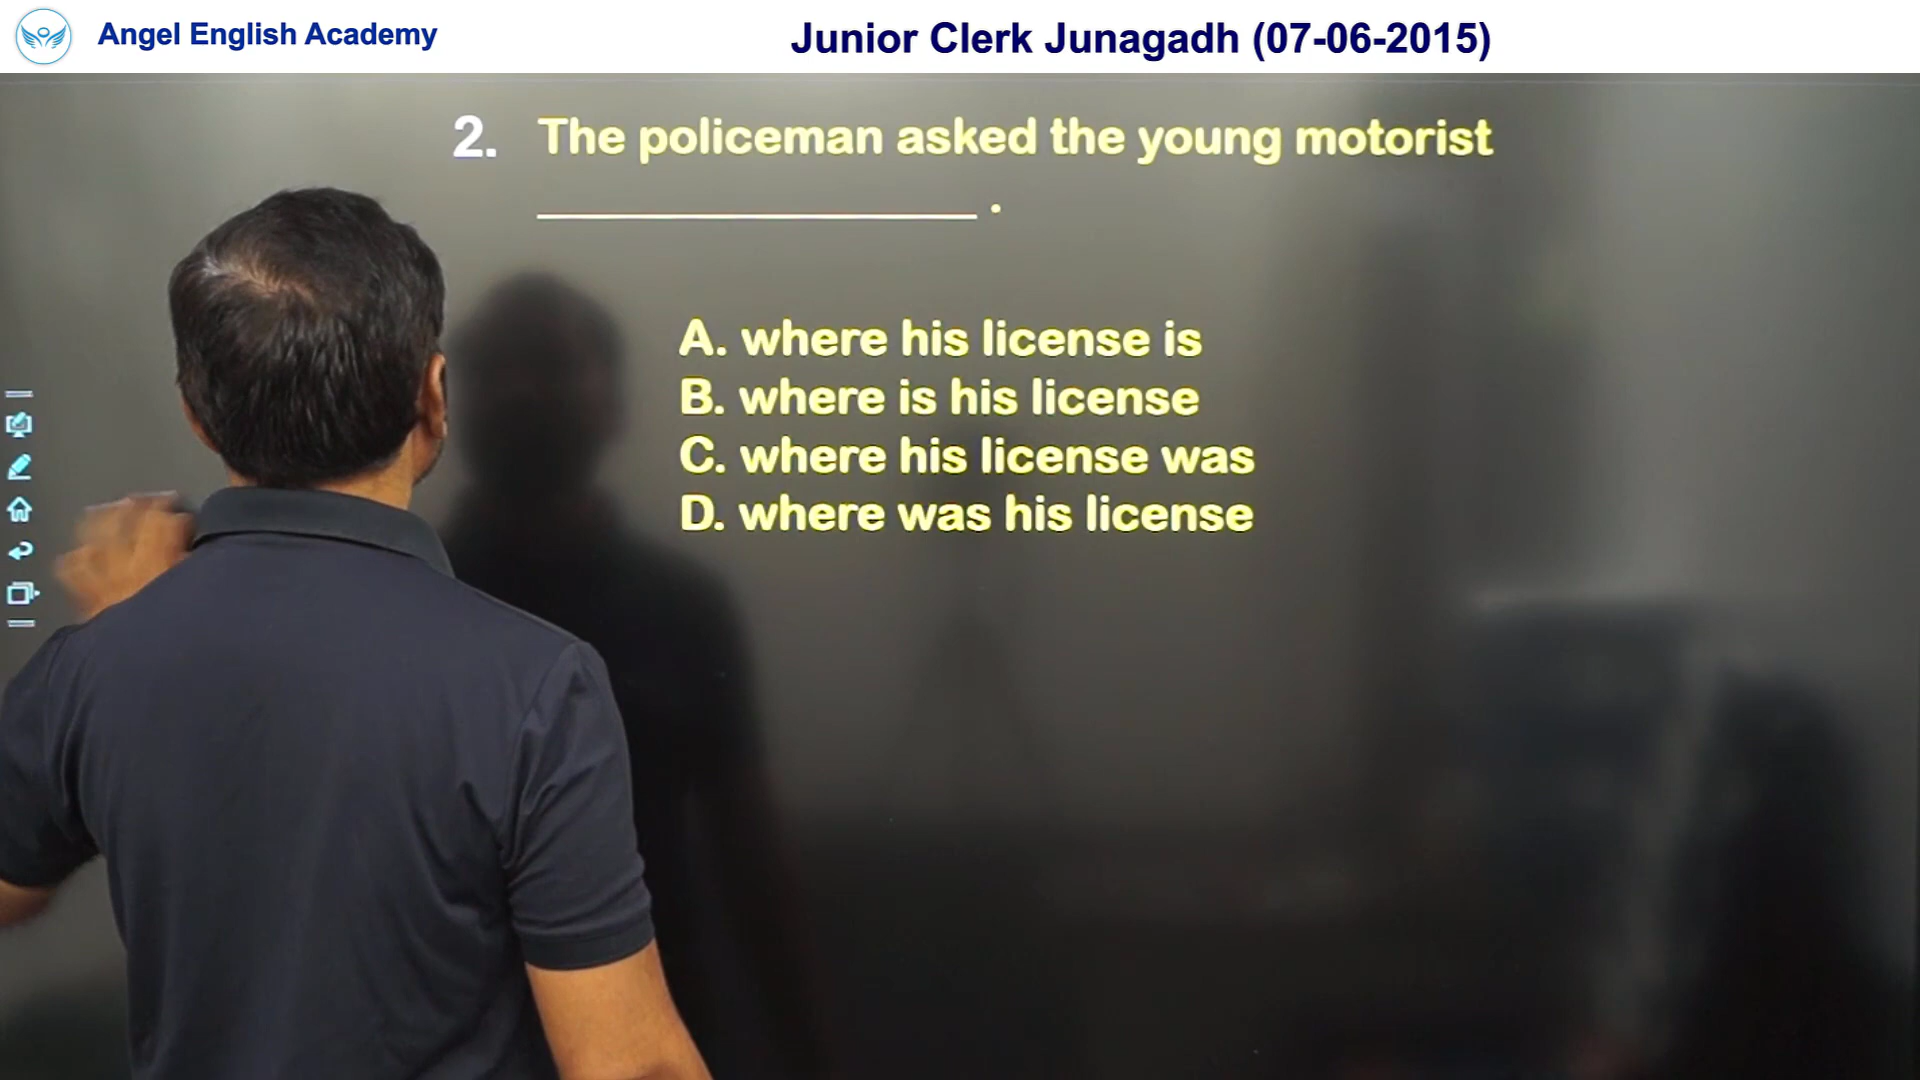 Angel English Academy
Junior Clerk Junagadh (07-06-2015)
2. The policeman asked the young motorist
____________________ .
A. where his license is
B. where is his license
C. where his license was
D. where was his license